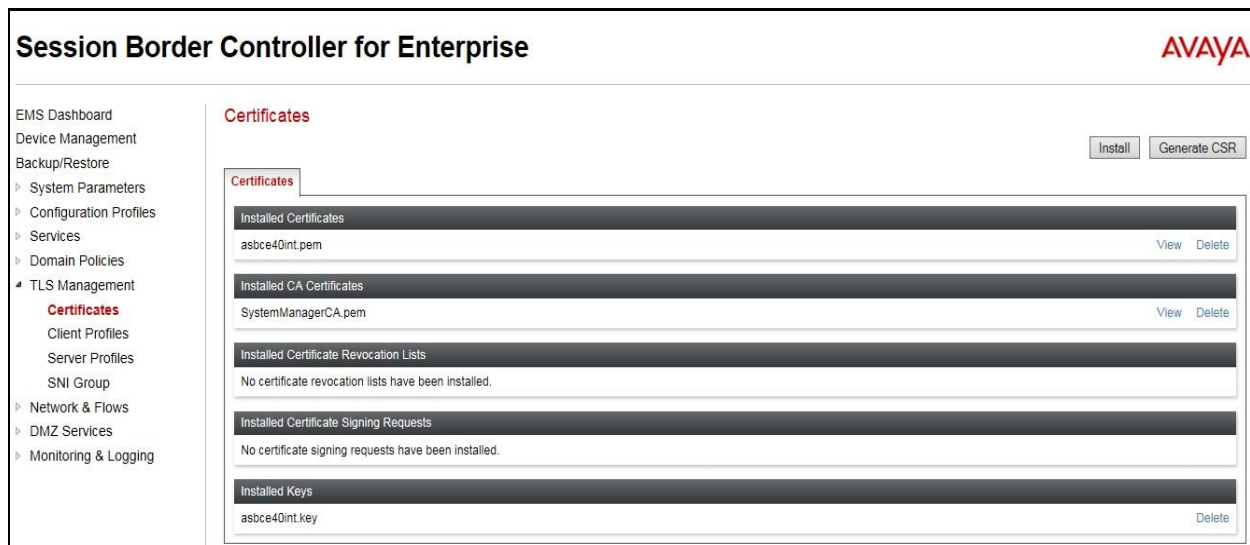 Session Border Controller for Enterprise
AVAYA
EMS Dashboard
Device Management
Backup/Restore
System Parameters
Configuration Profiles
Services
Domain Policies
TLS Management
Certificates
Client Profiles
Server Profiles
SNI Group
Network & Flows
DMZ Services
Monitoring & Logging
Certificates
Install Generate CSR
Certificates
Installed Certificates
asbce40int.pem View Delete
Installed CA Certificates
SystemManagerCA.pem View Delete
Installed Certificate Revocation Lists
No certificate revocation lists have been installed.
Installed Certificate Signing Requests
No certificate signing requests have been installed.
Installed Keys
asbce40int.key Delete